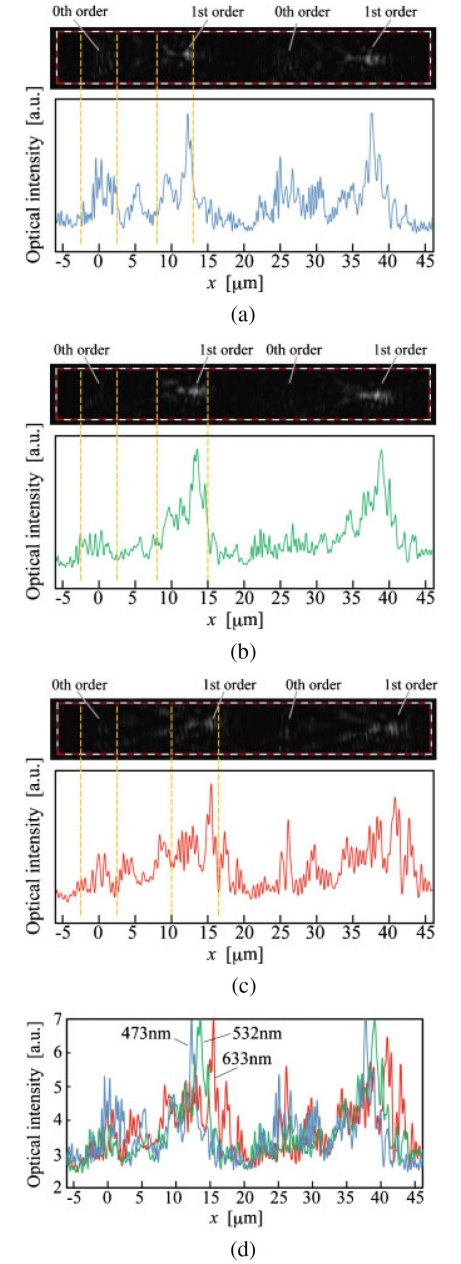 0th order 1st order 0th order 1st order
Optical intensity [a.u.]
-5 0 5 10 15 20 25 30 35 40 45
x [μm]
(a)
0th order 1st order 0th order 1st order
Optical intensity [a.u.]
-5 0 5 10 15 20 25 30 35 40 45
x [μm]
(b)
0th order 1st order 0th order 1st order
Optical intensity [a.u.]
-5 0 5 10 15 20 25 30 35 40 45
x [μm]
(c)
Optical intensity [a.u.]
7
6
5
4
3
2
473nm 532nm
633nm
-5 0 5 10 15 20 25 30 35 40 45
x [μm]
(d)